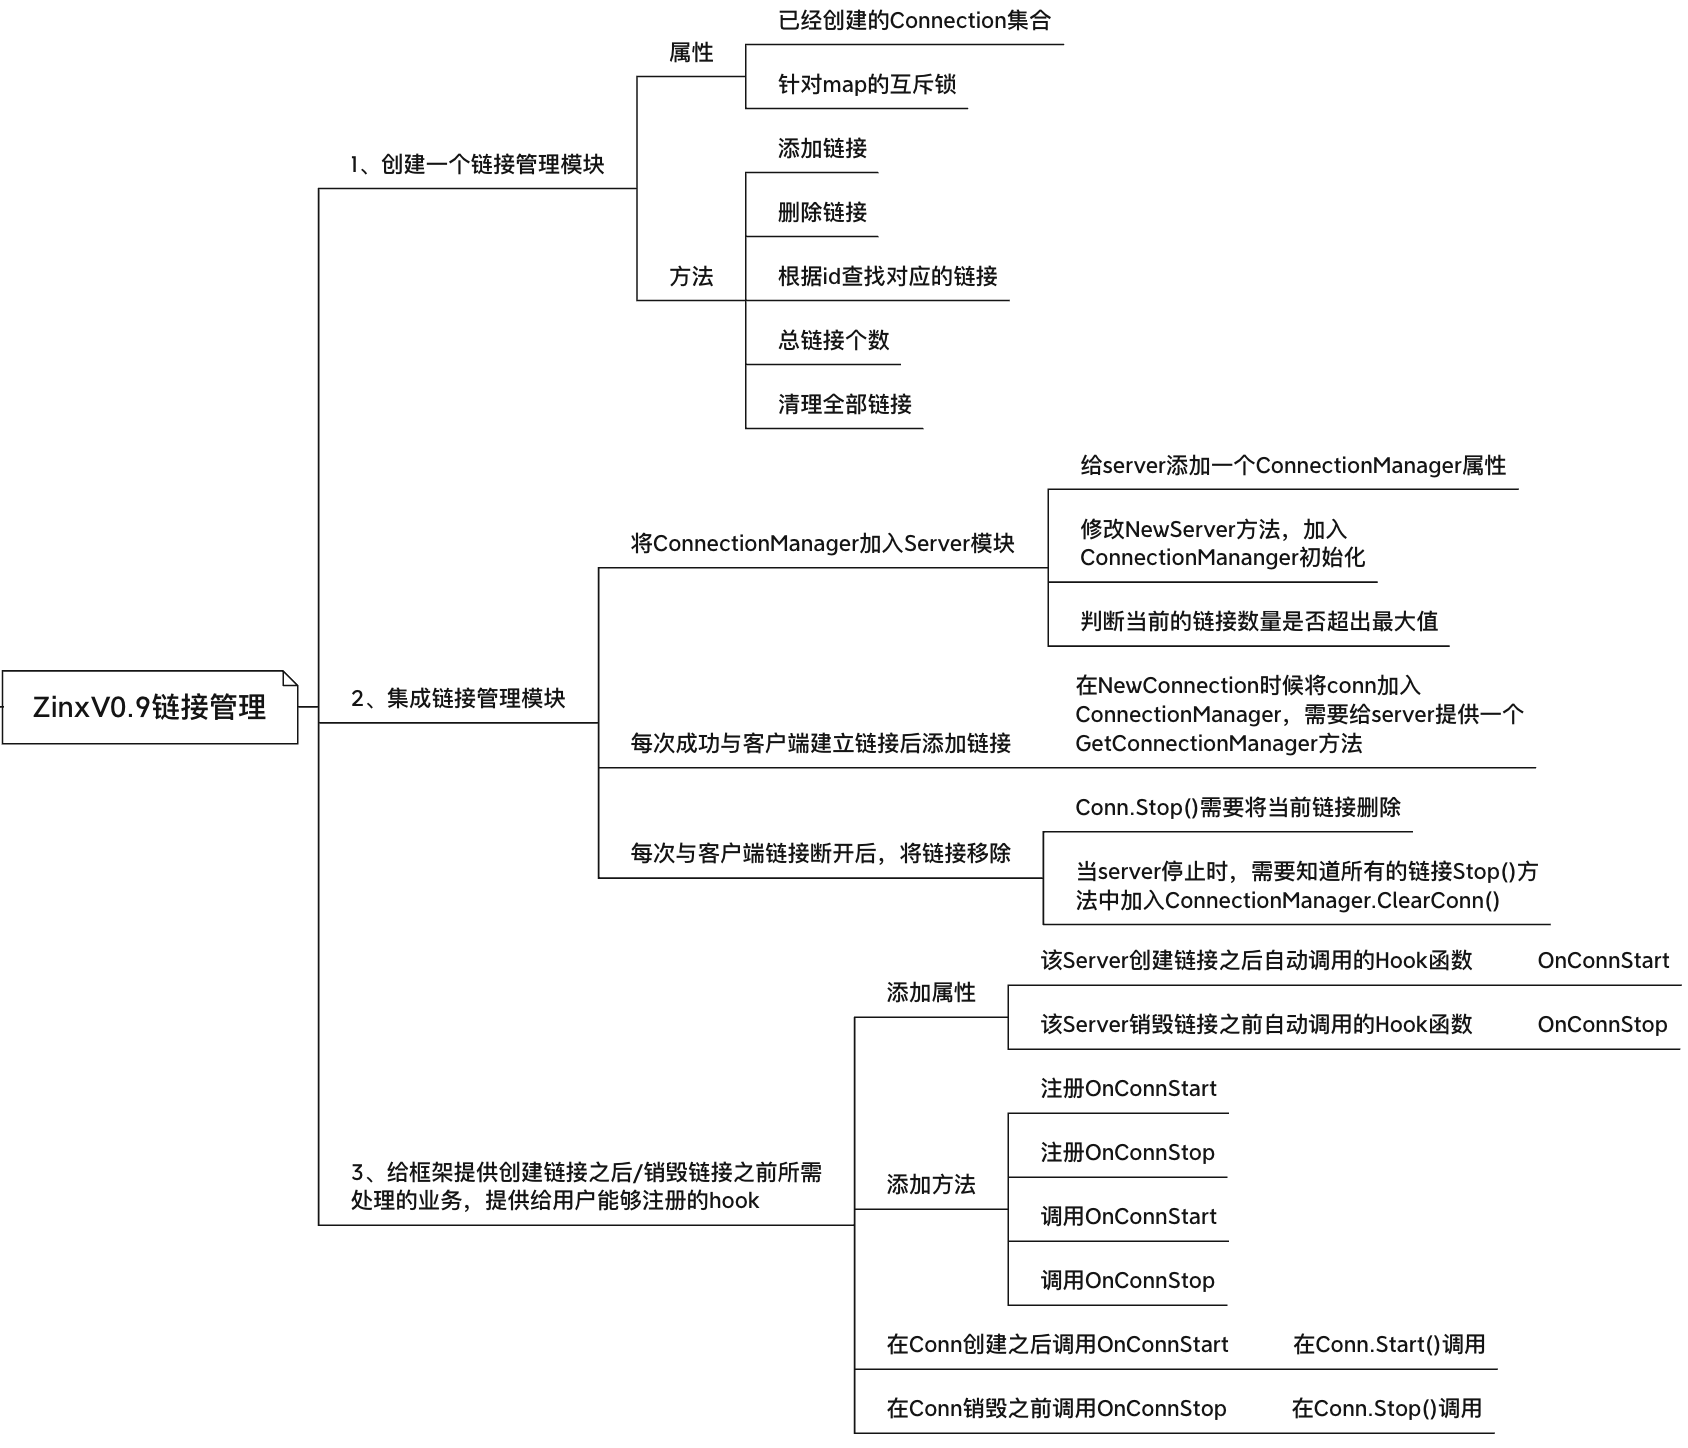 ZinxV0.9链接管理
1、创建一个链接管理模块
属性
已经创建的Connection集合
针对map的互斥锁
方法
添加链接
删除链接
根据id查找对应的链接
总链接个数
清理全部链接
2、集成链接管理模块
将ConnectionManager加入Server模块
给server添加一个ConnectionManager属性
修改NewServer方法，加入
ConnectionMananger初始化
判断当前的链接数量是否超出最大值
每次成功与客户端建立链接后添加链接
在NewConnection时候将conn加入
ConnectionManager，需要给server提供一个
GetConnectionManager方法
每次与客户端链接断开后，将链接移除
Conn.Stop()需要将当前链接删除
当server停止时，需要知道所有的链接Stop()方
法中加入ConnectionManager.ClearConn()
3、给框架提供创建链接之后/销毁链接之前所需
处理的业务，提供给用户能够注册的hook
添加属性
该Server创建链接之后自动调用的Hook函数
OnConnStart
该Server销毁链接之前自动调用的Hook函数
OnConnStop
添加方法
注册OnConnStart
注册OnConnStop
调用OnConnStart
调用OnConnStop
在Conn创建之后调用OnConnStart
在Conn.Start()调用
在Conn销毁之前调用OnConnStop
在Conn.Stop()调用